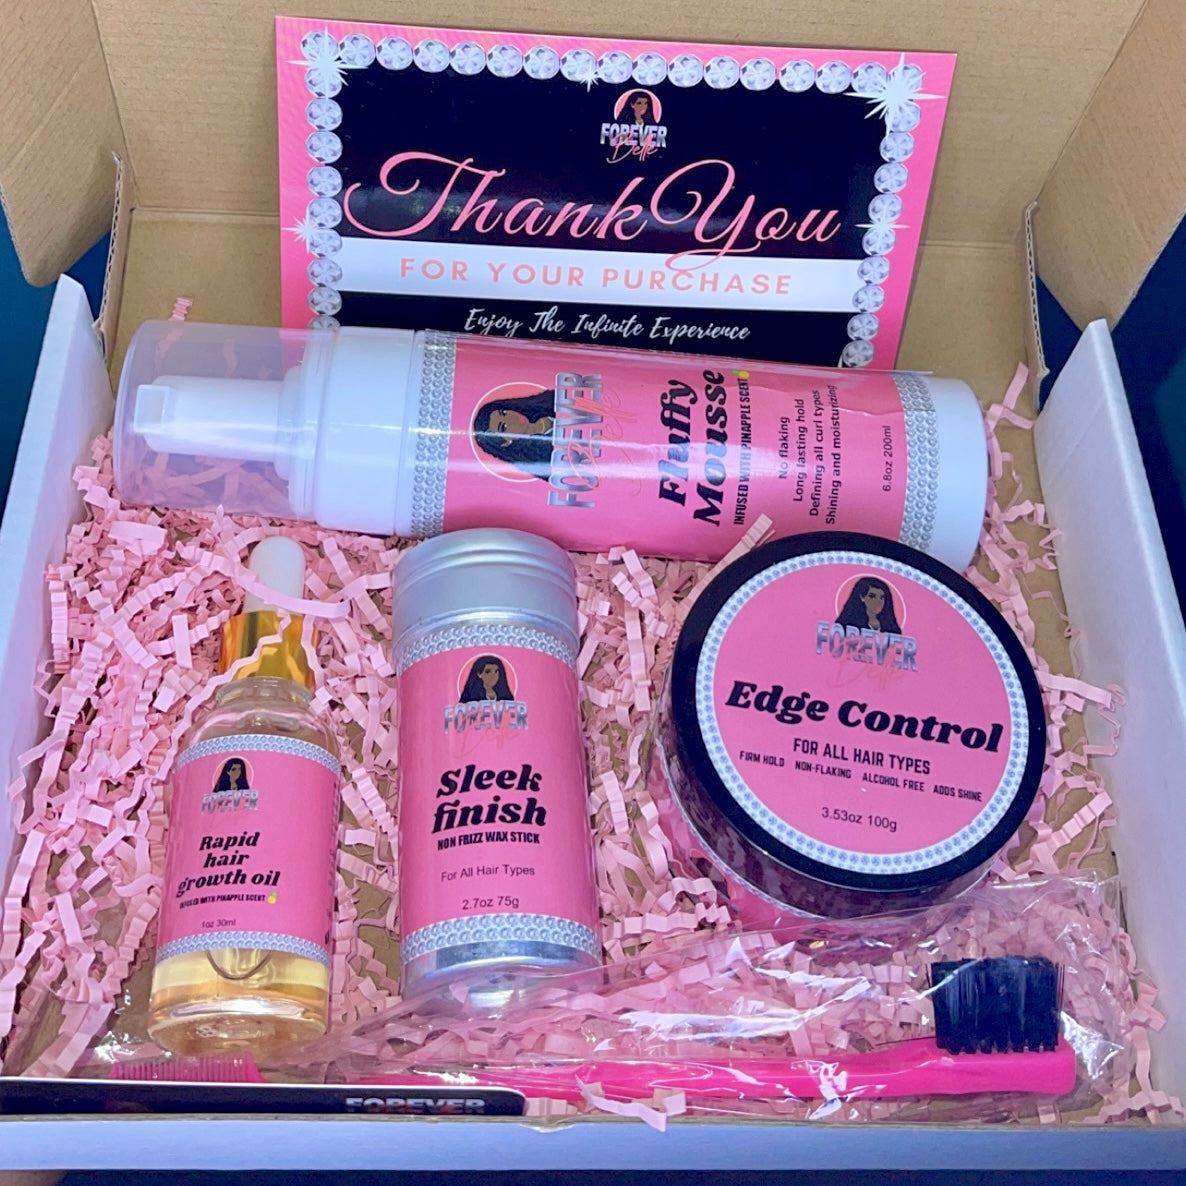 FOREVER
Belle
Thank You
FOR YOUR PURCHASE
Enjoy The Infinite Experience
FOREVER
Belle
Fluffy
Mousse
INFUSED WITH PINAPPLE SCENT
No flaking
Long lasting hold
Defining all curl types
Shining and moisturizing
6.8oz 200ml
FOREVER
Belle
Edge Control
FOR ALL HAIR TYPES
FIRM HOLD NON-FLAKING ALCOHOL FREE ADDS SHINE
3.53oz 100g
FOREVER
Belle
Sleek
finish
NON FRIZZ WAX STICK
For All Hair Types
2.7oz 75g
FOREVER
Rapid
hair
growth oil
INFUSED WITH PINAPPLE SCENT
1oz 30ml
FOREVER